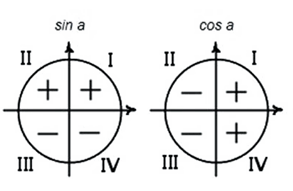 sin a
cos a
II I
+ +
− −
III IV
II I
− +
− +
III IV